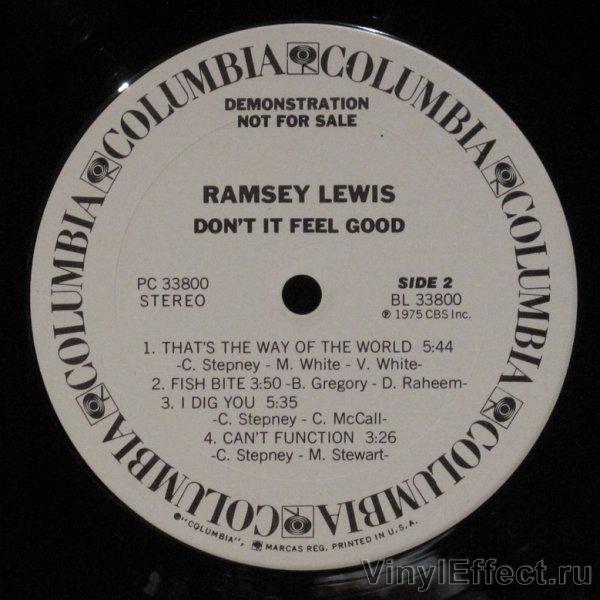 COLUMBIA COLUMBIA COLUMBIA COLUMBIA COLUMBIA COLUMBIA COLUMBIA COLUMBIA
DEMONSTRATION
NOT FOR SALE
RAMSEY LEWIS
DON'T IT FEEL GOOD
PC 33800 SIDE 2
STEREO BL 33800
℗ 1975 CBS Inc.
1. THAT'S THE WAY OF THE WORLD 5:44
-C. Stepney - M. White - V. White-
2. FISH BITE 3:50 -B. Gregory - D. Raheem-
3. I DIG YOU 5:35
-C. Stepney - C. McCall-
4. CAN'T FUNCTION 3:26
-C. Stepney - M. Stewart-
®"COLUMBIA", MARCAS REG. PRINTED IN U.S.A.
VinylEffect.ru